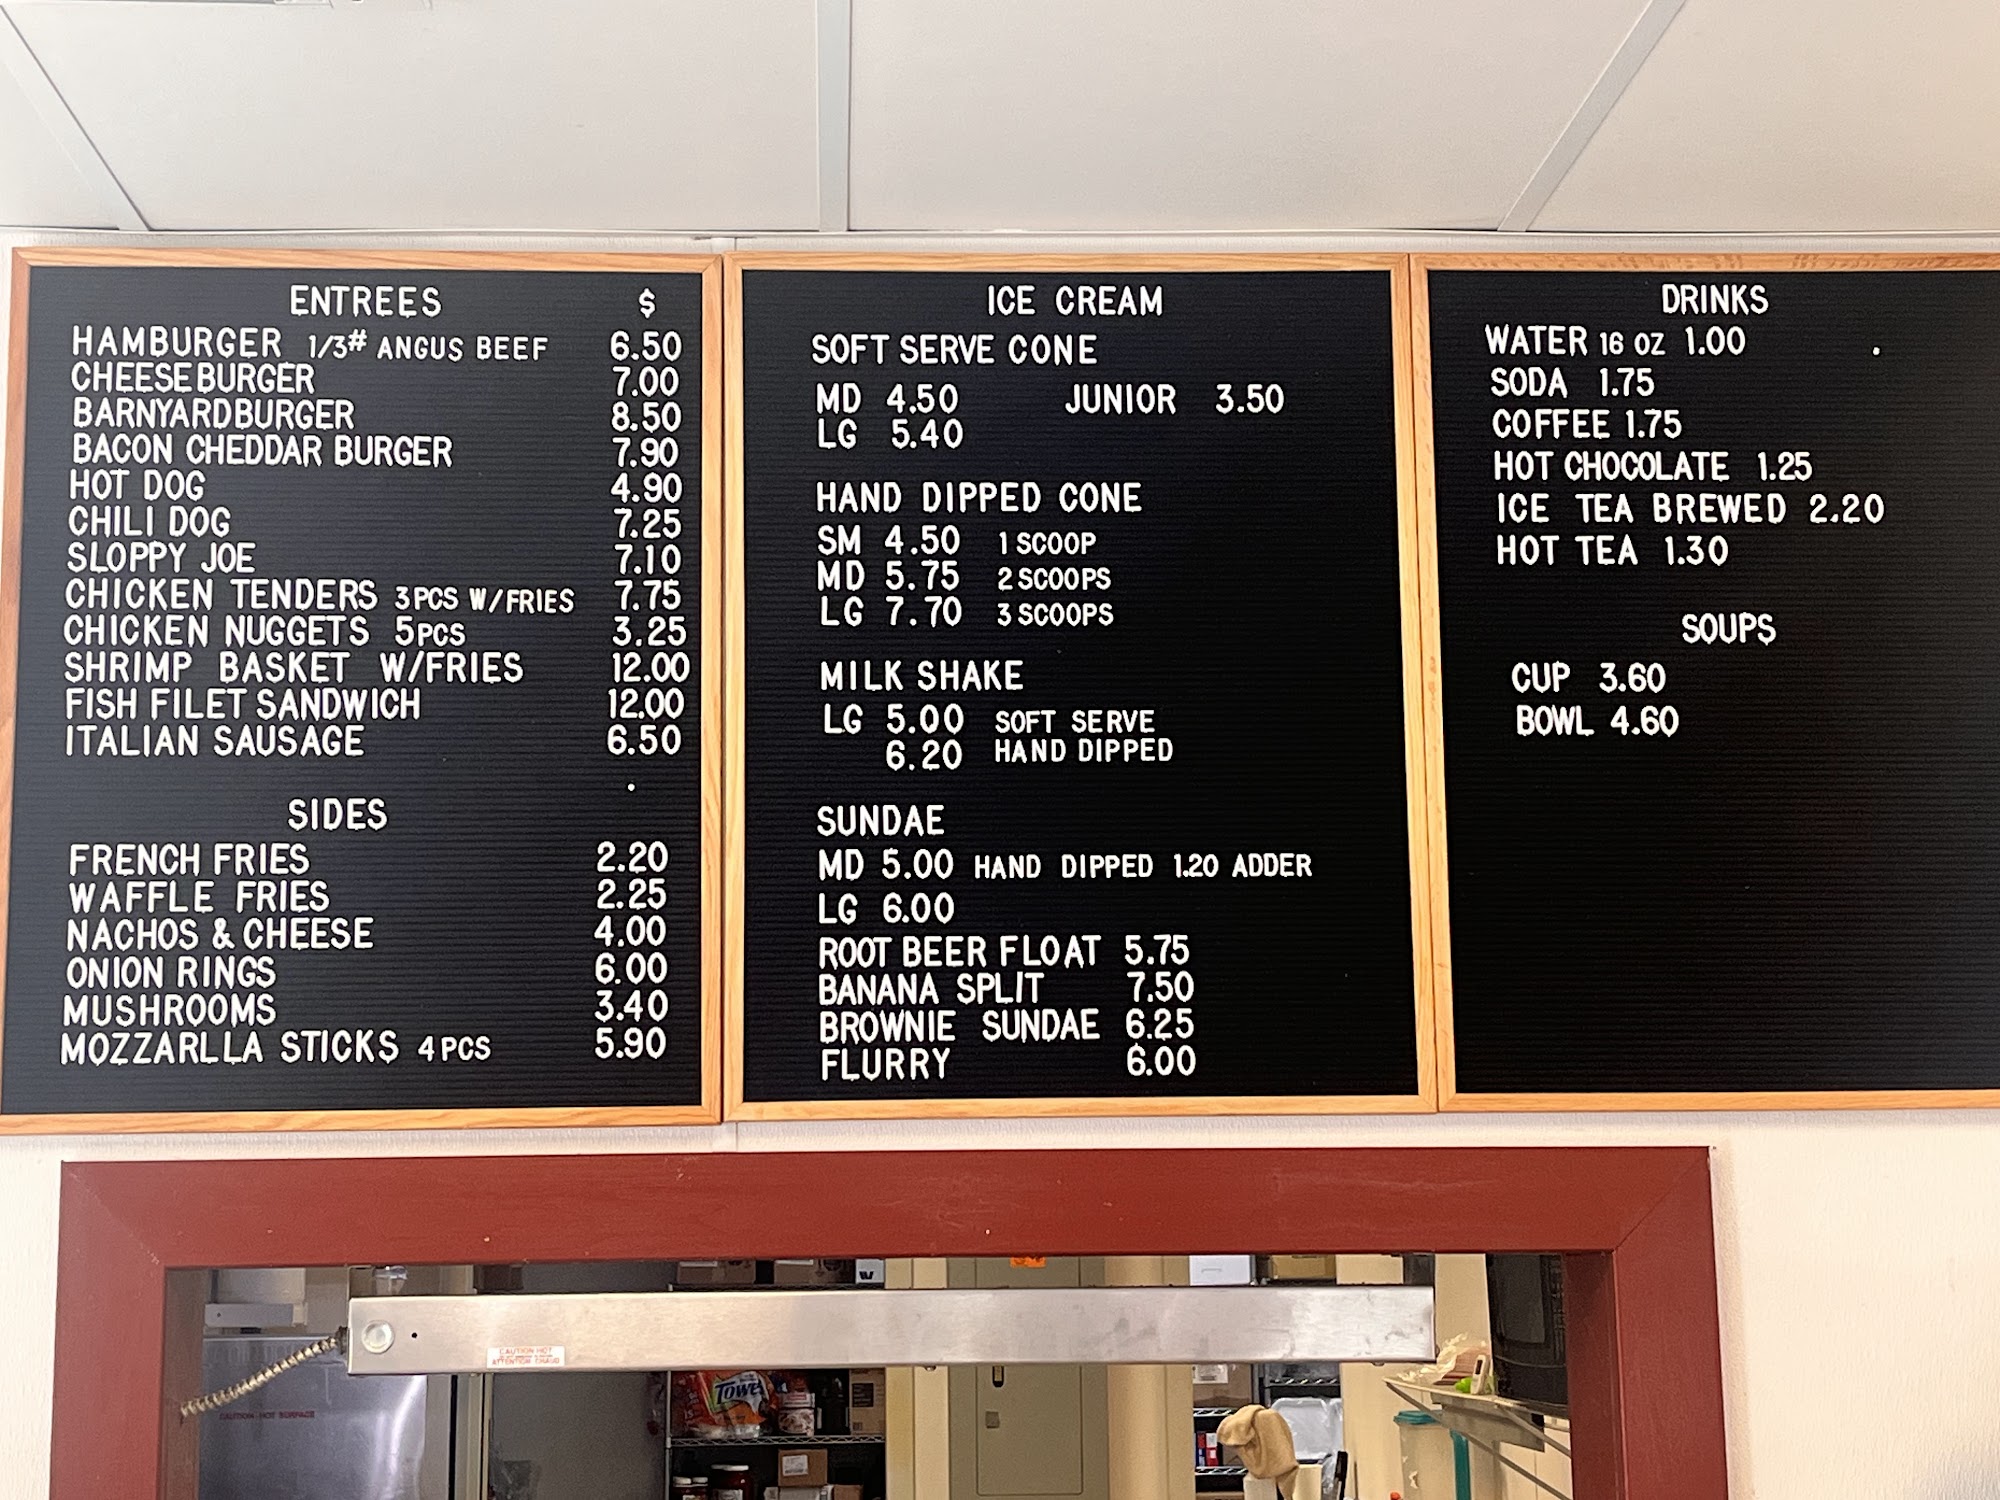 ENTREES $
HAMBURGER 1/3# ANGUS BEEF 6.50
CHEESEBURGER 7.00
BARNYARDBURGER 8.50
BACON CHEDDAR BURGER 7.90
HOT DOG 4.90
CHILI DOG 7.25
SLOPPY JOE 7.10
CHICKEN TENDERS 3PCS W/FRIES 7.75
CHICKEN NUGGETS 5PCS 3.25
SHRIMP BASKET W/FRIES 12.00
FISH FILET SANDWICH 12.00
ITALIAN SAUSAGE 6.50
SIDES
FRENCH FRIES 2.20
WAFFLE FRIES 2.25
NACHOS & CHEESE 4.00
ONION RINGS 6.00
MUSHROOMS 3.40
MOZZARLLA STICKS 4PCS 5.90
ICE CREAM
SOFT SERVE CONE
MD 4.50 JUNIOR 3.50
LG 5.40
HAND DIPPED CONE
SM 4.50 1 SCOOP
MD 5.75 2 SCOOPS
LG 7.70 3 SCOOPS
MILK SHAKE
LG 5.00 SOFT SERVE
6.20 HAND DIPPED
SUNDAE
MD 5.00 HAND DIPPED 1.20 ADDER
LG 6.00
ROOT BEER FLOAT 5.75
BANANA SPLIT 7.50
BROWNIE SUNDAE 6.25
FLURRY 6.00
DRINKS
WATER 16 OZ 1.00
SODA 1.75
COFFEE 1.75
HOT CHOCOLATE 1.25
ICE TEA BREWED 2.20
HOT TEA 1.30
SOUPS
CUP 3.60
BOWL 4.60
CAUTION HOT
ATTENTION CHAUD
CAUTION-HOT SURFACE